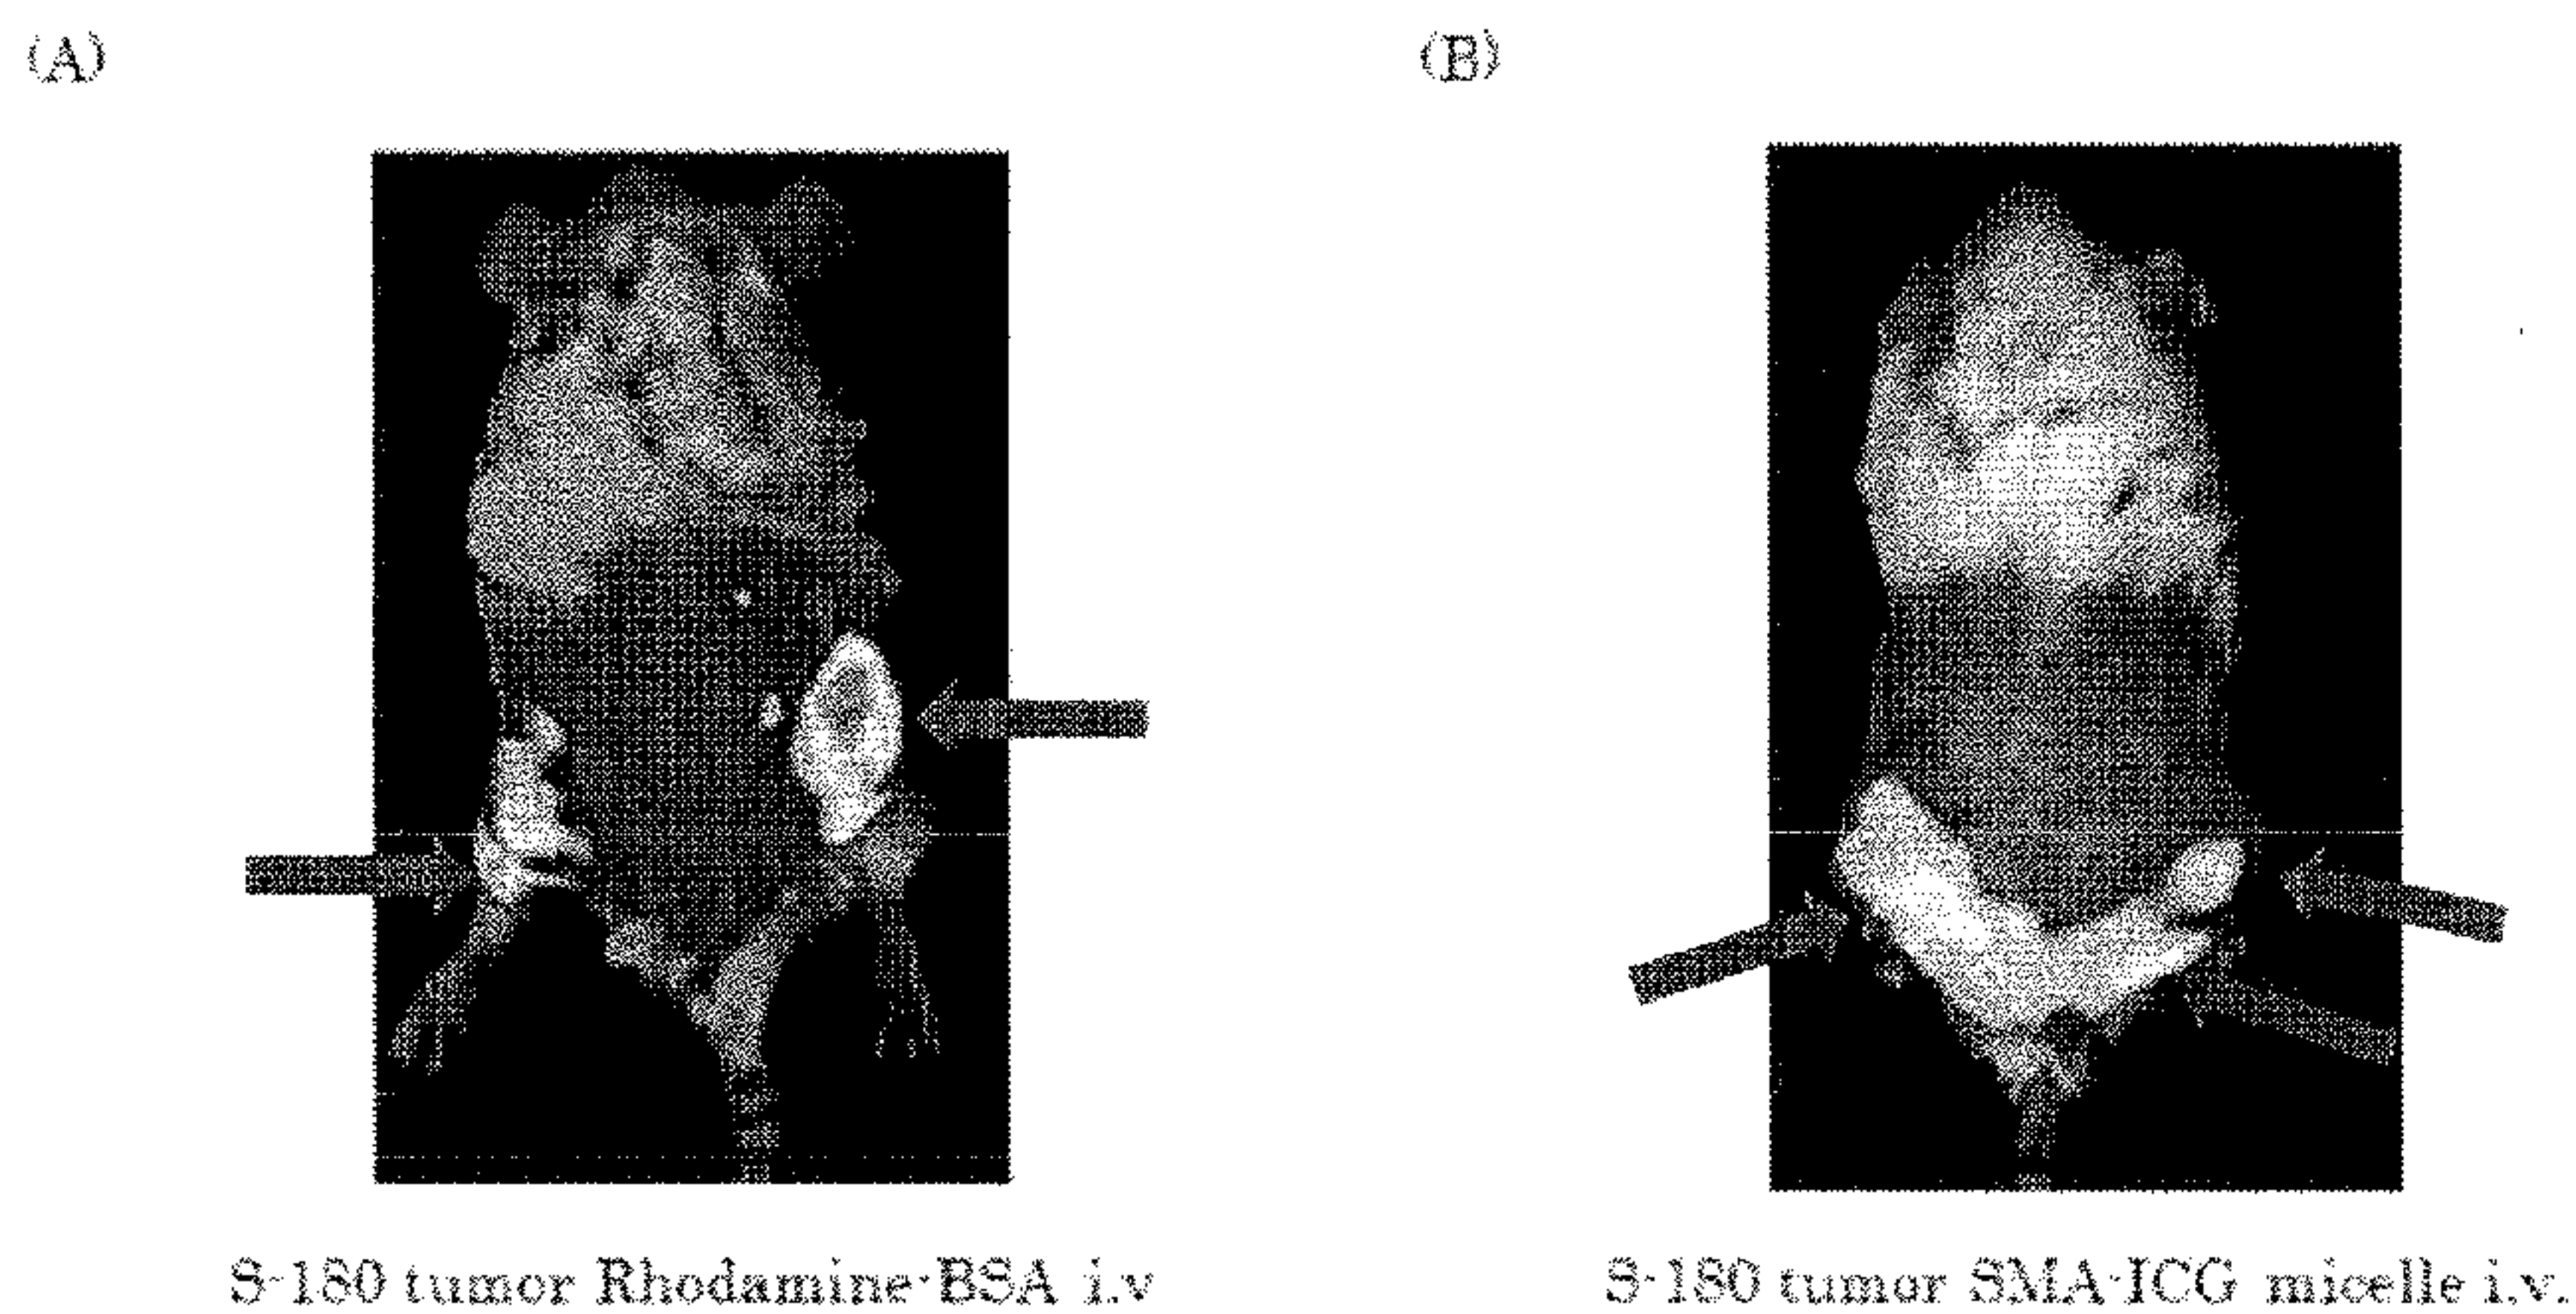 (A)
(B)
S-180 tumor Rhodamine-BSA i.v
S-180 tumor SMA-ICG micelle i.v.